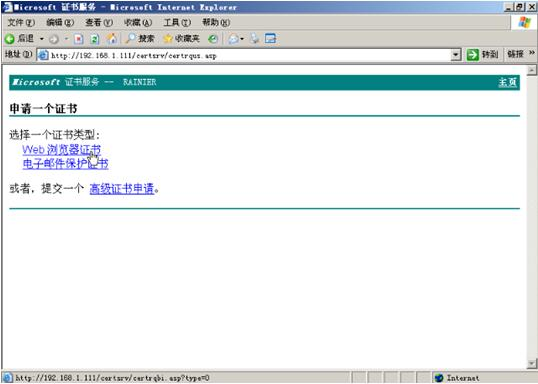 Microsoft 证书服务 - Microsoft Internet Explorer
文件(F) 编辑(E) 查看(V) 收藏(A) 工具(T) 帮助(H)
后退 搜索 收藏夹
地址(D) http://192.168.1.111/certsrv/certrqus.asp 转到 链接 »
Microsoft 证书服务 -- RAINIER 主页
申请一个证书
选择一个证书类型:
Web 浏览器证书
电子邮件保护证书
或者，提交一个 高级证书申请。
http://192.168.1.111/certsrv/certrqbi.asp?type=0 Internet